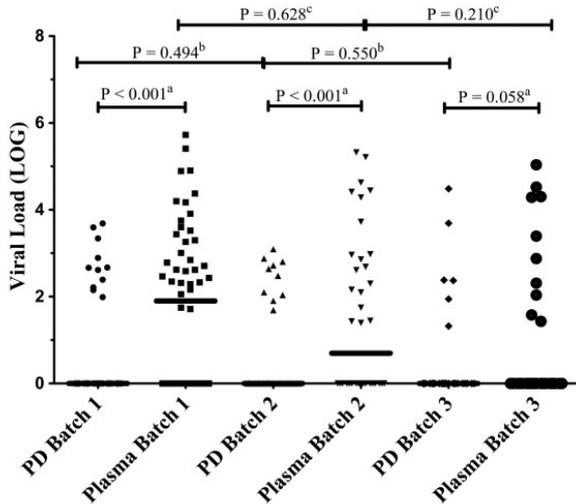 P = 0.628c
P = 0.210c
P = 0.494b
P = 0.550b
P < 0.001a
P < 0.001a
P = 0.058a
Viral Load (LOG)
8
6
4
2
0
PD Batch 1
Plasma Batch 1
PD Batch 2
Plasma Batch 2
PD Batch 3
Plasma Batch 3